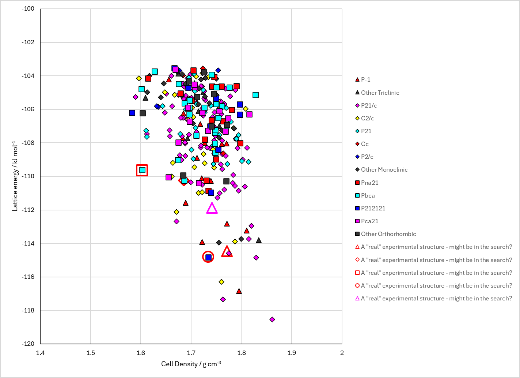 -100
-102
-104
-106
-108
-110
-112
-114
-116
-118
-120
Lattice energy / kJ mol⁻¹
1.4
1.5
1.6
1.7
1.8
1.9
2
Cell Density / g cm⁻³
P-1
Other Triclinic
P21/c
C2/c
P21
Cc
P2/c
Other Monoclinic
Pna21
Pbca
P212121
Pca21
Other Orthorhombic
A "real" experimental structure - might be in the search?
A "real" experimental structure - might be in the search?
A "real" experimental structure - might be in the search?
A "real" experimental structure - might be in the search?
A "real" experimental structure - might be in the search?